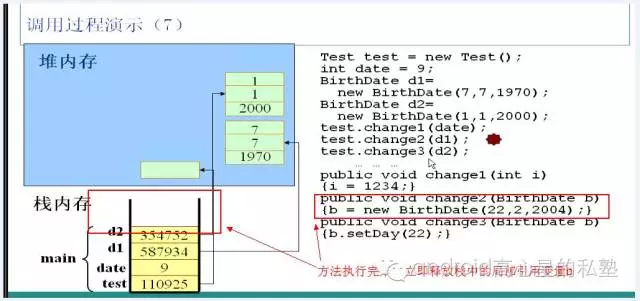 调用过程演示（7）
堆内存
1
1
2000
7
7
1970
栈内存
main
d2
d1
date
test
354752
587934
9
110925
Test test = new Test();
int date = 9;
BirthDate d1=
new BirthDate(7,7,1970);
BirthDate d2=
new BirthDate(1,1,2000);
test.change1(date);
test.change2(d1);
test.change3(d2);
… … …
public void change1(int i)
{i = 1234;}
public void change2(BirthDate b)
{b = new BirthDate(22,2,2004);}
public void change3(BirthDate b)
{b.setDay(22);}
方法执行完 立即释放栈中的局部引用变量b
的私塾